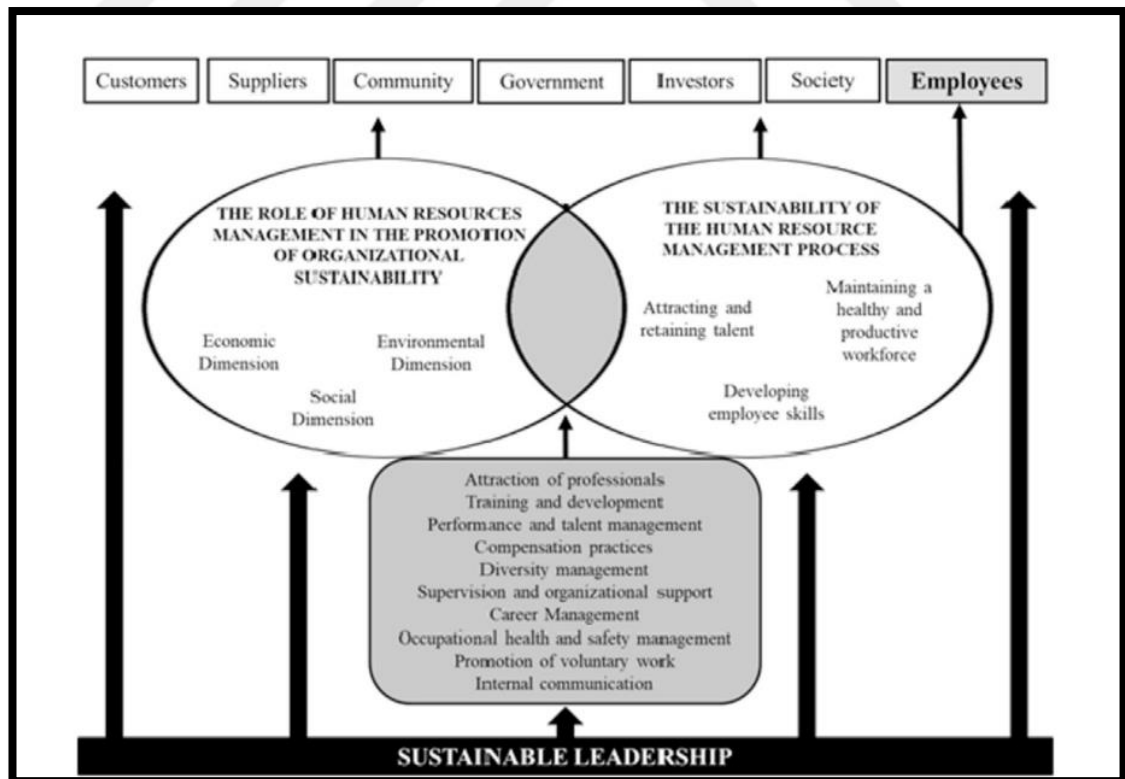 Customers
Suppliers
Community
Government
Investors
Society
Employees
THE ROLE OF HUMAN RESOURCES
MANAGEMENT IN THE PROMOTION
OF ORGANIZATIONAL
SUSTAINABILITY
Economic
Dimension
Environmental
Dimension
Social
Dimension
THE SUSTAINABILITY OF
THE HUMAN RESOURCE
MANAGEMENT PROCESS
Attracting and
retaining talent
Maintaining a
healthy and
productive
workforce
Developing
employee skills
Attraction of professionals
Training and development
Performance and talent management
Compensation practices
Diversity management
Supervision and organizational support
Career Management
Occupational health and safety management
Promotion of voluntary work
Internal communication
SUSTAINABLE LEADERSHIP